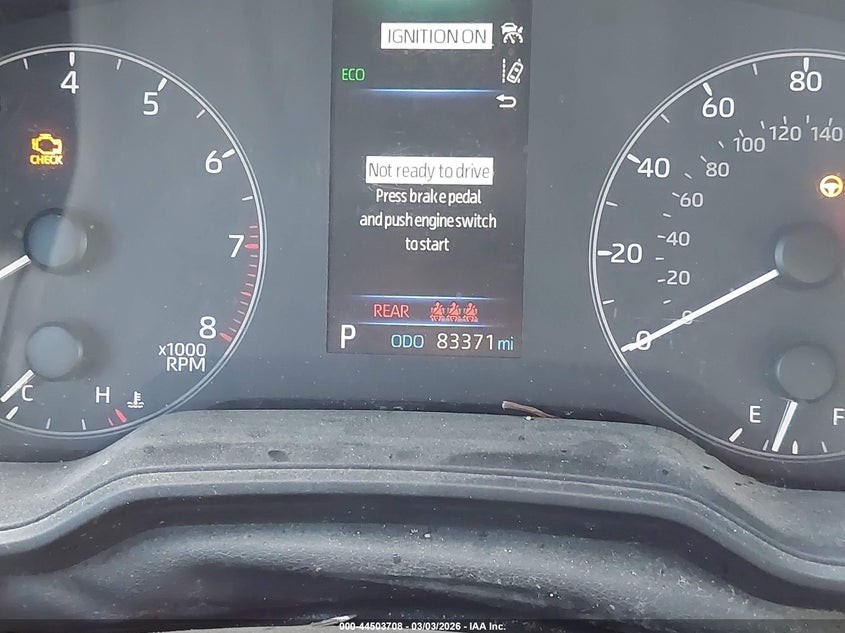 IGNITION ON
ECO
Not ready to drive
Press brake pedal
and push engine switch
to start
REAR
P ODO 83371 mi
4
5
6
7
8
x1000
RPM
CHECK
C H
80
60
40
20
0
140
120
100
80
60
40
20
0
E F
000-44503708 - 03/03/2026 - IAA Inc.